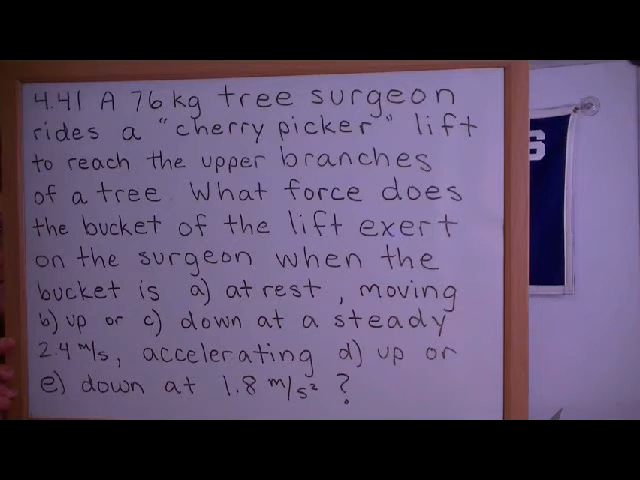 4.41 A 76 kg tree surgeon
rides a "cherry picker" lift
to reach the upper branches
of a tree. What force does
the bucket of the lift exert
on the surgeon when the
bucket is a) at rest, moving
b) up or c) down at a steady
2.4 m/s, accelerating d) up or
e) down at 1.8 m/s² ?